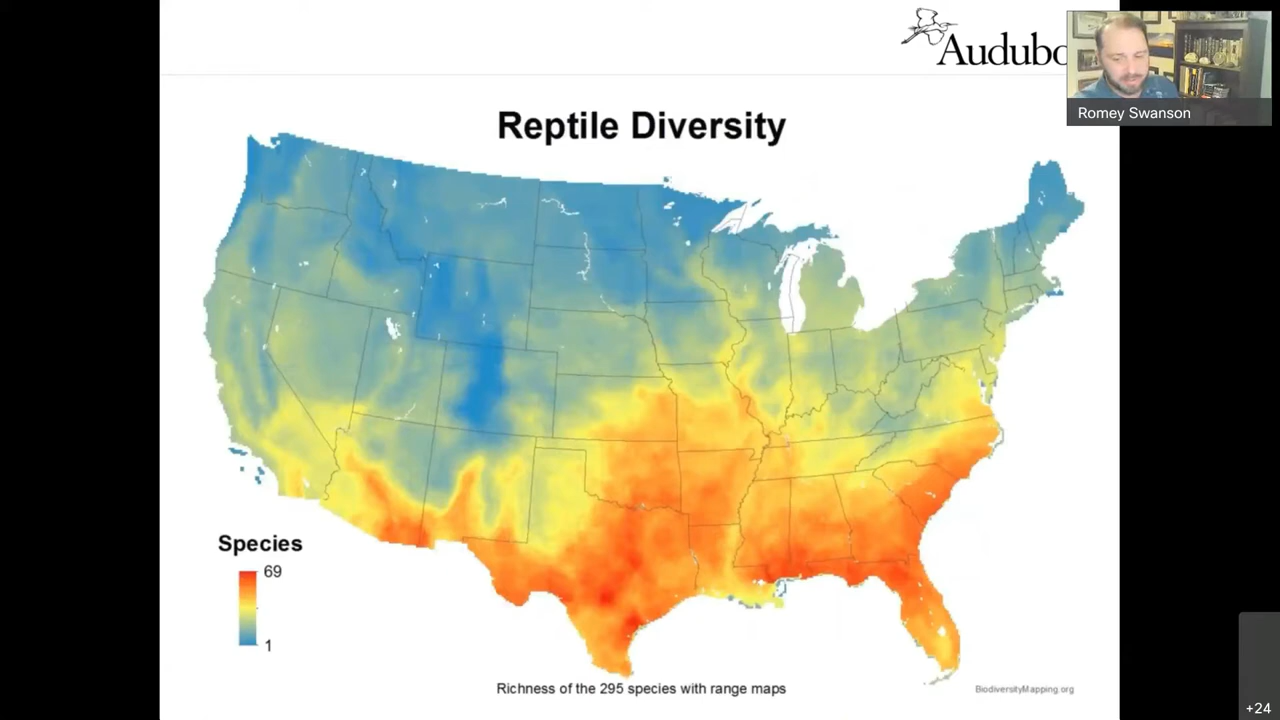 Audubo
Romey Swanson
Reptile Diversity
Species
69
1
Richness of the 295 species with range maps
BiodiversityMapping.org
+24